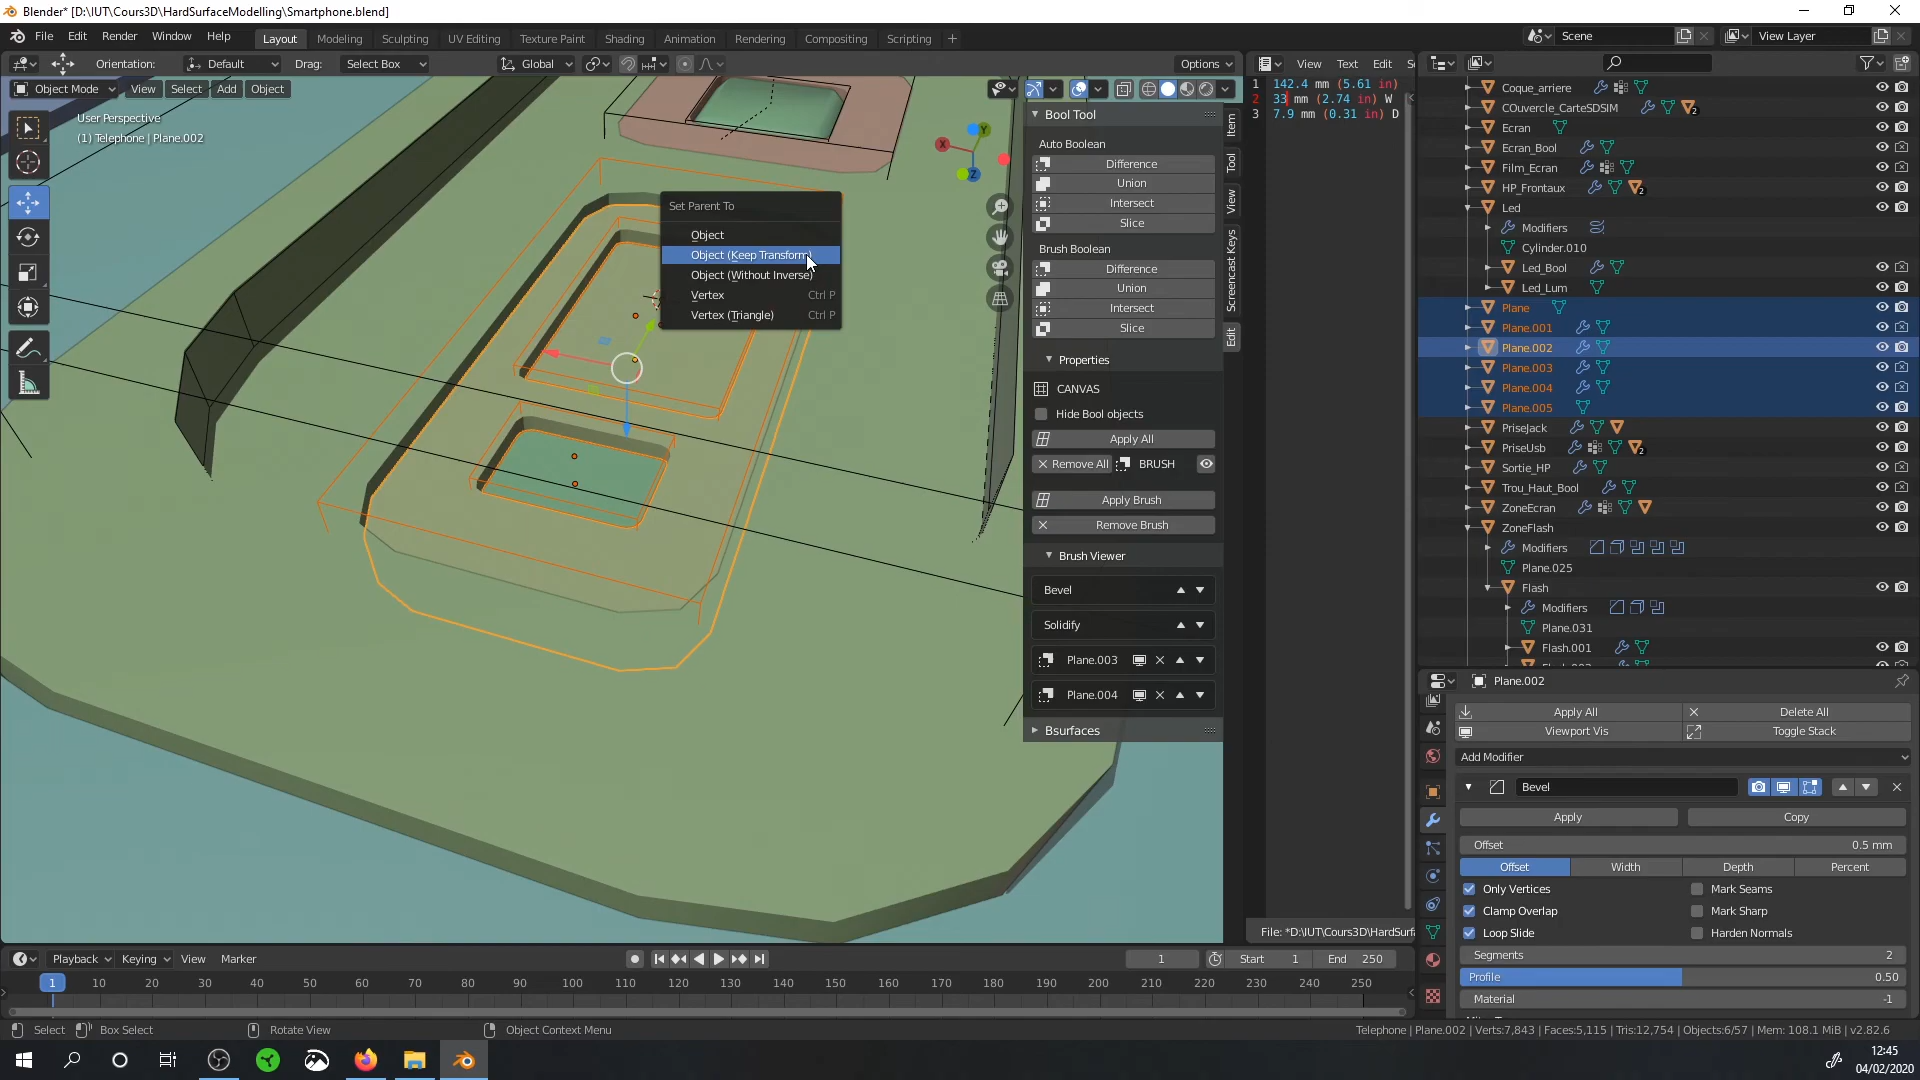 Blender* [D:\IUT\Cours3D\HardSurfaceModelling\Smartphone.blend]
File Edit Render Window Help Layout Modeling Sculpting UV Editing Texture Paint Shading Animation Rendering Compositing Scripting + Scene View Layer
Orientation: Default Drag: Select Box Global Options View Text Edit
Object Mode View Select Add Object
User Perspective
(1) Telephone | Plane.002
Set Parent To
Object
Object (Keep Transform)
Object (Without Inverse)
Vertex Ctrl P
Vertex (Triangle) Ctrl P
X
Y
Z
Bool Tool
Auto Boolean
Difference
Union
Intersect
Slice
Brush Boolean
Difference
Union
Intersect
Slice
Properties
CANVAS
Hide Bool objects
Apply All
Remove All BRUSH
Apply Brush
Remove Brush
Brush Viewer
Bevel
Solidify
Plane.003
Plane.004
Bsurfaces
Item
Tool
View
Screencast Keys
Edit
1 142.4 mm (5.61 in)
2 33 mm (2.74 in) W
3 7.9 mm (0.31 in) D
File: *D:\IUT\Cours3D\HardSurfa
Coque_arriere
COuvercle_CarteSDSIM 2
Ecran
Ecran_Bool
Film_Ecran
HP_Frontaux 2
Led
Modifiers
Cylinder.010
Led_Bool
Led_Lum
Plane
Plane.001
Plane.002
Plane.003
Plane.004
Plane.005
PriseJack
PriseUsb 2
Sortie_HP
Trou_Haut_Bool
ZoneEcran
ZoneFlash
Modifiers
Plane.025
Flash
Modifiers
Plane.031
Flash.001
Plane.002
Apply All Delete All
Viewport Vis Toggle Stack
Add Modifier
Bevel
Apply Copy
Offset 0.5 mm
Offset Width Depth Percent
Only Vertices Mark Seams
Clamp Overlap Mark Sharp
Loop Slide Harden Normals
Segments 2
Profile 0.50
Material -1
Playback Keying View Marker 1 Start 1 End 250
1 10 20 30 40 50 60 70 80 90 100 110 120 130 140 150 160 170 180 190 200 210 220 230 240 250
Select Box Select Rotate View Object Context Menu Telephone | Plane.002 | Verts:7,843 | Faces:5,115 | Tris:12,754 | Objects:6/57 | Mem: 108.1 MiB | v2.82.6
12:45
04/02/2020